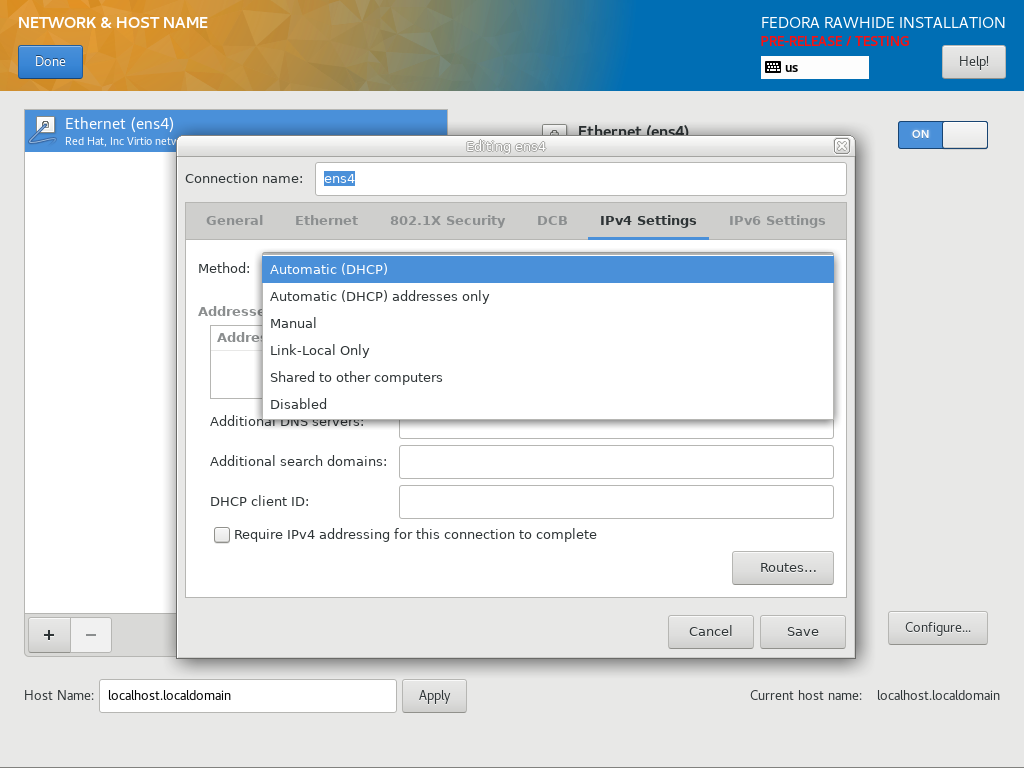 NETWORK & HOST NAME
FEDORA RAWHIDE INSTALLATION
PRE-RELEASE / TESTING
Done
us
Help!
Ethernet (ens4)
Red Hat, Inc Virtio netw
Ethernet (ens4)
ON
Editing ens4
Connection name: ens4
General Ethernet 802.1X Security DCB IPv4 Settings IPv6 Settings
Method:
Automatic (DHCP)
Automatic (DHCP) addresses only
Manual
Link-Local Only
Shared to other computers
Disabled
Addresse
Addres
Additional DNS servers:
Additional search domains:
DHCP client ID:
Require IPv4 addressing for this connection to complete
Routes...
Cancel Save
+ −
Configure...
Host Name: localhost.localdomain Apply
Current host name: localhost.localdomain